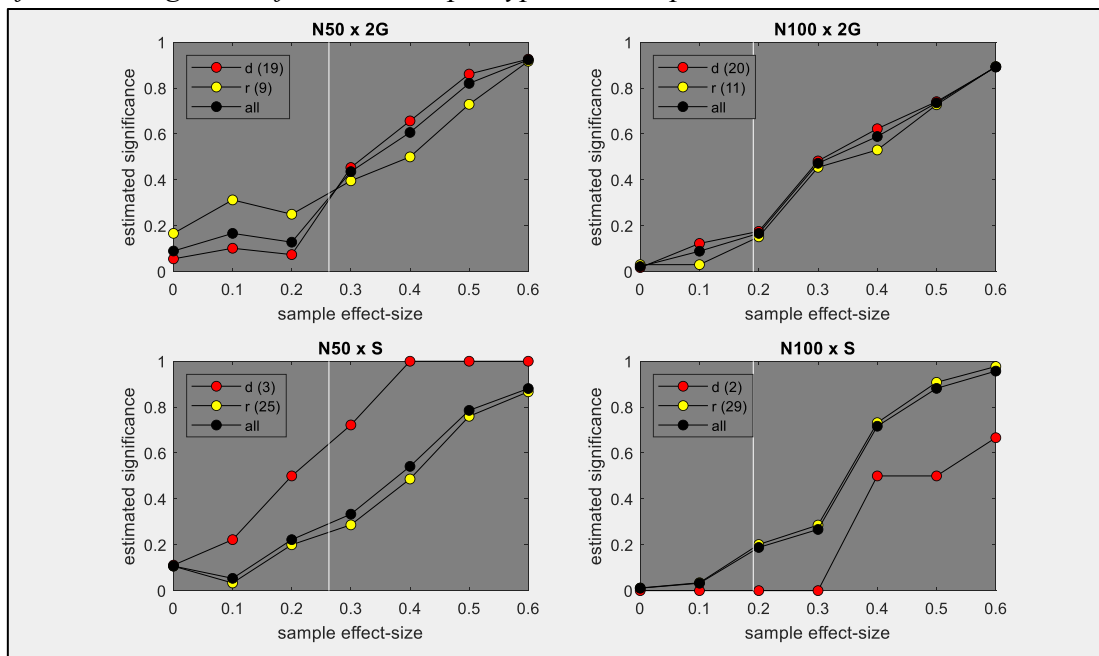 N50 x 2G
1
0.8
0.6
0.4
0.2
0
estimated significance
d (19)
r (9)
all
0 0.1 0.2 0.3 0.4 0.5 0.6
sample effect-size
N100 x 2G
1
0.8
0.6
0.4
0.2
0
estimated significance
d (20)
r (11)
all
0 0.1 0.2 0.3 0.4 0.5 0.6
sample effect-size
N50 x S
1
0.8
0.6
0.4
0.2
0
estimated significance
d (3)
r (25)
all
0 0.1 0.2 0.3 0.4 0.5 0.6
sample effect-size
N100 x S
1
0.8
0.6
0.4
0.2
0
estimated significance
d (2)
r (29)
all
0 0.1 0.2 0.3 0.4 0.5 0.6
sample effect-size